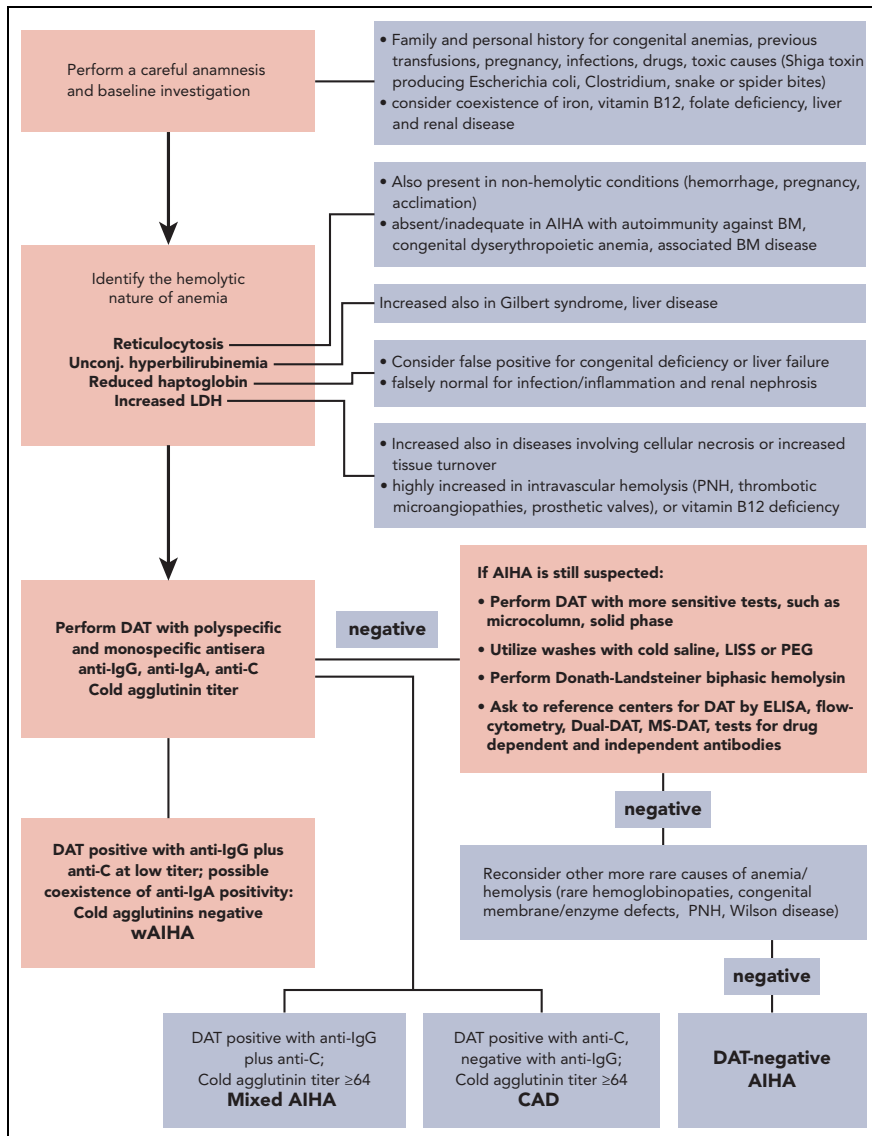 Perform a careful anamnesis
and baseline investigation
• Family and personal history for congenital anemias, previous
transfusions, pregnancy, infections, drugs, toxic causes (Shiga toxin
producing Escherichia coli, Clostridium, snake or spider bites)
• consider coexistence of iron, vitamin B12, folate deficiency, liver
and renal disease
• Also present in non-hemolytic conditions (hemorrhage, pregnancy,
acclimation)
• absent/inadequate in AIHA with autoimmunity against BM,
congenital dyserythropoietic anemia, associated BM disease
Identify the hemolytic
nature of anemia
Reticulocytosis
Unconj. hyperbilirubinemia
Reduced haptoglobin
Increased LDH
Increased also in Gilbert syndrome, liver disease
• Consider false positive for congenital deficiency or liver failure
• falsely normal for infection/inflammation and renal nephrosis
• Increased also in diseases involving cellular necrosis or increased
tissue turnover
• highly increased in intravascular hemolysis (PNH, thrombotic
microangiopathies, prosthetic valves), or vitamin B12 deficiency
Perform DAT with polyspecific
and monospecific antisera
anti-IgG, anti-IgA, anti-C
Cold agglutinin titer
negative
If AIHA is still suspected:
• Perform DAT with more sensitive tests, such as
microcolumn, solid phase
• Utilize washes with cold saline, LISS or PEG
• Perform Donath-Landsteiner biphasic hemolysin
• Ask to reference centers for DAT by ELISA, flow-
cytometry, Dual-DAT, MS-DAT, tests for drug
dependent and independent antibodies
negative
DAT positive with anti-IgG plus
anti-C at low titer; possible
coexistence of anti-IgA positivity:
Cold agglutinins negative
wAIHA
Reconsider other more rare causes of anemia/
hemolysis (rare hemoglobinopaties, congenital
membrane/enzyme defects, PNH, Wilson disease)
negative
DAT positive with anti-IgG
plus anti-C;
Cold agglutinin titer ≥64
Mixed AIHA
DAT positive with anti-C,
negative with anti-IgG;
Cold agglutinin titer ≥64
CAD
DAT-negative
AIHA